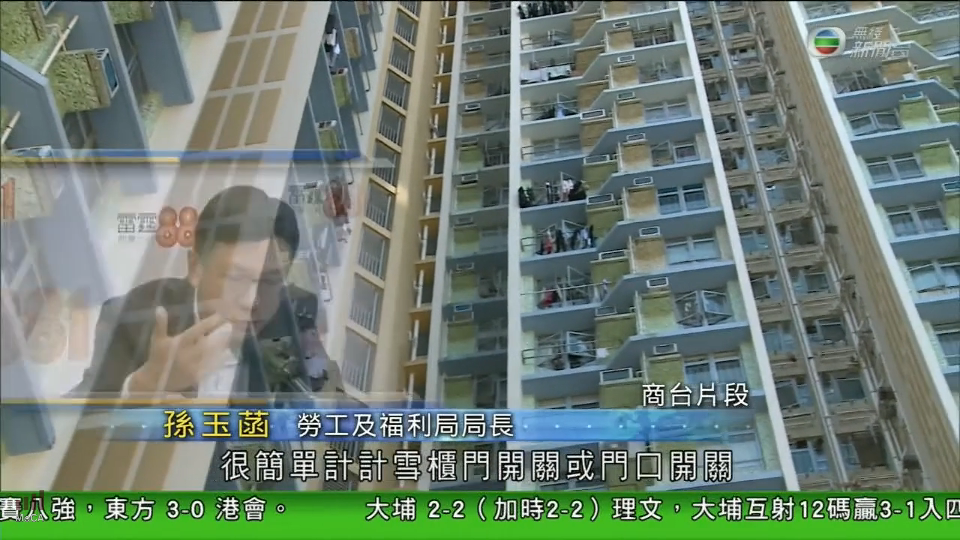 無綫新聞
雷霆 88
商台片段
孫玉菡 勞工及福利局局長
很簡單計計雪櫃門開關或門口開關
賽八強，東方 3-0 港會。 大埔 2-2（加時2-2）理文，大埔互射12碼贏3-1入四